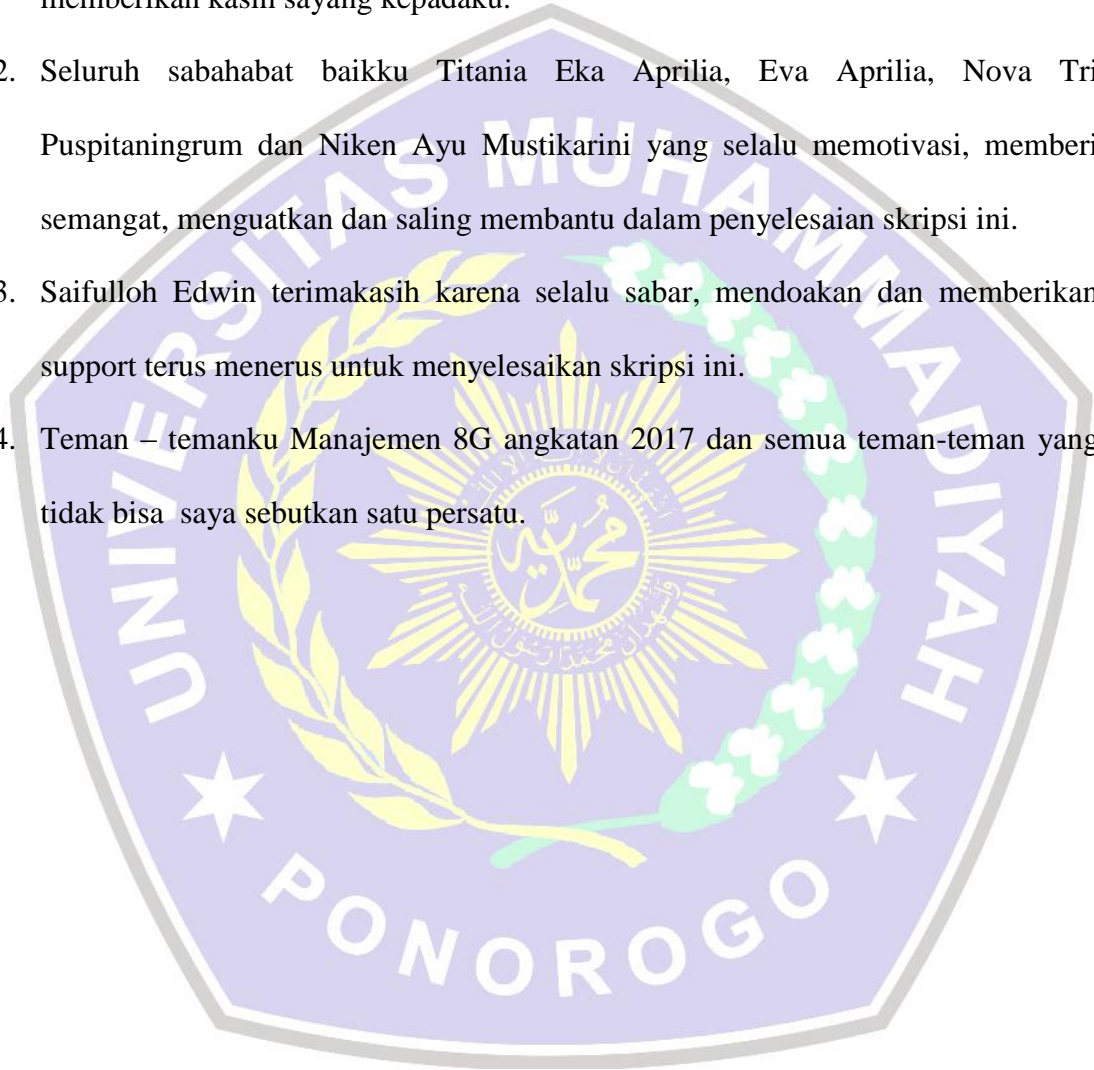 memberikan kasih sayang kepadaku.
2. Seluruh sabahabat baikku Titania Eka Aprilia, Eva Aprilia, Nova Tri
Puspitaningrum dan Niken Ayu Mustikarini yang selalu memotivasi, memberi
semangat, menguatkan dan saling membantu dalam penyelesaian skripsi ini.
3. Saifulloh Edwin terimakasih karena selalu sabar, mendoakan dan memberikan
support terus menerus untuk menyelesaikan skripsi ini.
4. Teman – temanku Manajemen 8G angkatan 2017 dan semua teman-teman yang
tidak bisa saya sebutkan satu persatu.
UNIVERSITAS MUHAMMADIYAH
PONOROGO
محمدية